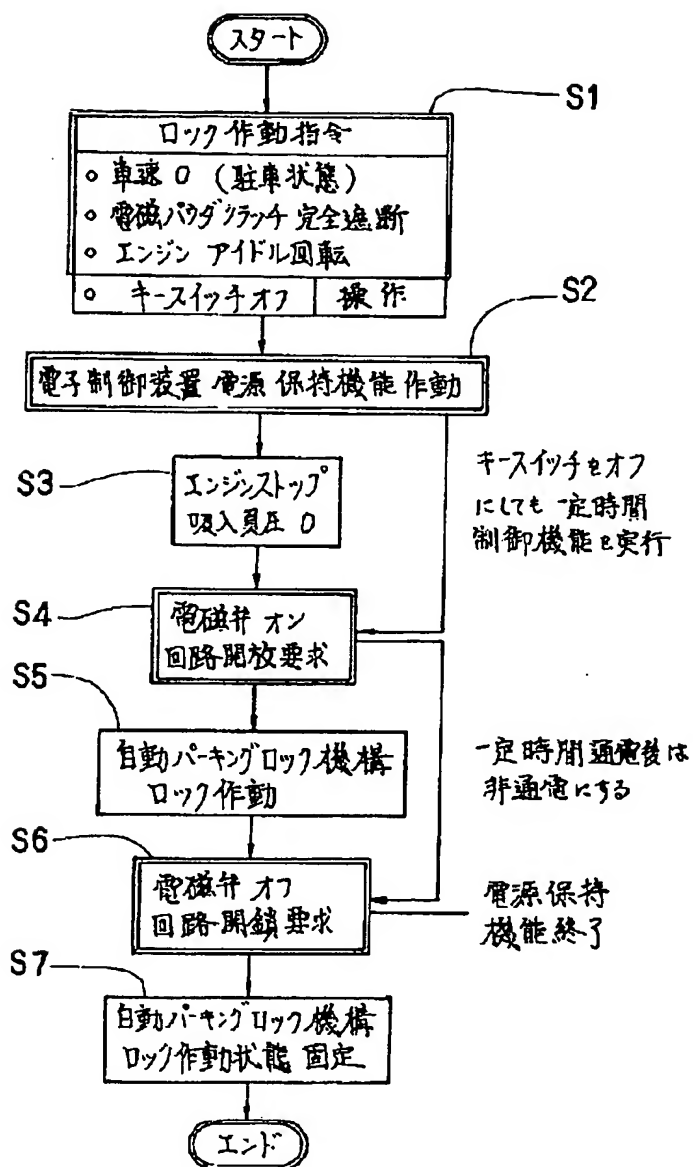 スタート
S1
ロック作動指令
○ 車速 0 (駐車状態)
○ 電磁パウダクラッチ 完全遮断
○ エンジン アイドル回転
○ キースイッチオフ 操作
S2
電子制御装置 電源 保持機能 作動
S3
エンジンストップ
吸入負圧 0
キースイッチをオフ
にしても 一定時間
制御機能を実行
S4
電磁弁 オン
回路開放要求
S5
自動パーキングロック機構
ロック作動
一定時間通電後は
非通電にする
S6
電磁弁 オフ
回路閉鎖要求
電源保持
機能終了
S7
自動パーキングロック機構
ロック作動状態 固定
エンド